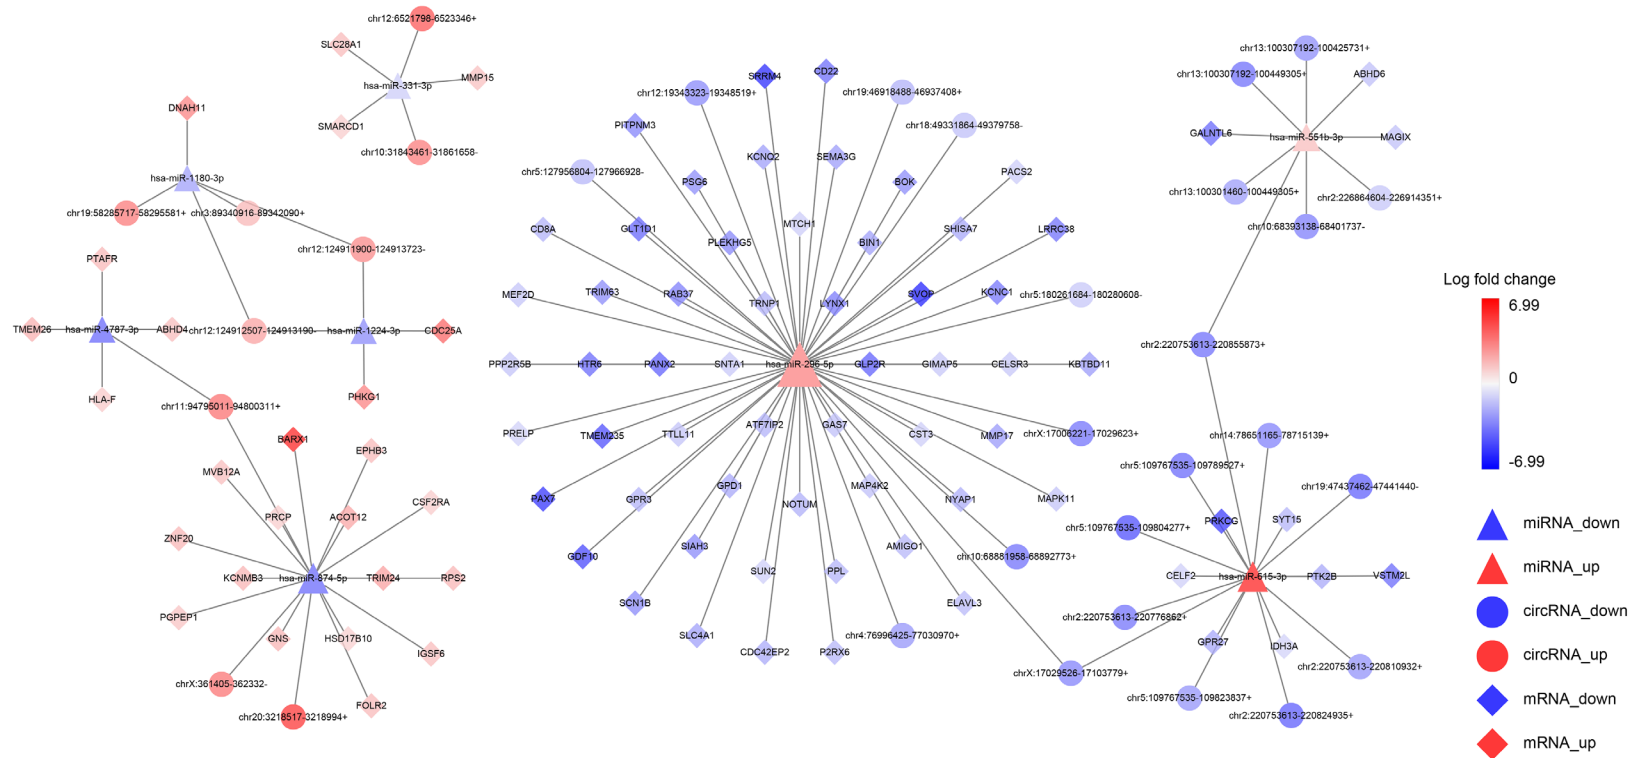 chr12:6521798-6523346+
SLC28A1
MMP15
hsa-miR-331-3p
SMARCD1
chr10:31843461-31861658-
DNAH11
hsa-miR-1180-3p
chr19:58285717-58295581+
chr3:89340916-89342090+
chr12:124911900-124913723-
PTAFR
TMEM26
hsa-miR-4787-3p
ABHD4
chr12:124912507-124913190-
hsa-miR-1224-3p
CDC25A
HLA-F
PHKG1
chr11:94795011-94800311+
BARX1
EPHB3
MVB12A
CSF2RA
PRCP
ACOT12
ZNF20
KCNMB3
hsa-miR-874-5p
TRIM24
RPS2
PGPEP1
GNS
HSD17B10
IGSF6
chrX:361405-362332-
FOLR2
chr20:3218517-3218994+
SRRM4
CD22
chr12:19343323-19348519+
chr19:46918488-46937408+
PITPNM3
chr18:49331864-49379758-
KCNQ2
SEMA3G
chr5:127956804-127966928-
PACS2
PSG6
BOK
MTCH1
CD8A
GLT1D1
SHISA7
LRRC38
PLEKHG5
BIN1
MEF2D
TRIM63
RAB37
TRNP1
LYNX1
SVOP
KCNC1
chr5:180261684-180280608-
PPP2R5B
HTR6
PANX2
SNTA1
hsa-miR-296-5p
GLP2R
GIMAP5
CELSR3
KBTBD11
PRELP
TMEM235
TTLL11
ATF7IP2
GAS7
CST3
MMP17
chrX:17006221-17029623+
PAX7
GPR3
GPD1
NOTUM
MAP4K2
NYAP1
MAPK11
GDF10
SIAH3
AMIGO1
chr10:68881958-68892773+
SUN2
PPL
SCN1B
ELAVL3
SLC4A1
chr4:76996425-77030970+
CDC42EP2
P2RX6
chrX:17029526-17103779+
chr13:100307192-100425731+
chr13:100307192-100449305+
ABHD6
GALNTL6
hsa-miR-551b-3p
MAGIX
chr13:100301460-100449305+
chr2:226864604-226914351+
chr10:68393138-68401737-
chr2:220753613-220855873+
chr14:78651165-78715139+
chr5:109767535-109789527+
chr19:47437462-47441440-
chr5:109767535-109804277+
PRKCG
SYT15
CELF2
hsa-miR-615-3p
PTK2B
VSTM2L
chr2:220753613-220776862+
GPR27
IDH3A
chr2:220753613-220810932+
chr5:109767535-109823837+
chr2:220753613-220824935+
Log fold change
6.99
0
-6.99
miRNA_down
miRNA_up
circRNA_down
circRNA_up
mRNA_down
mRNA_up